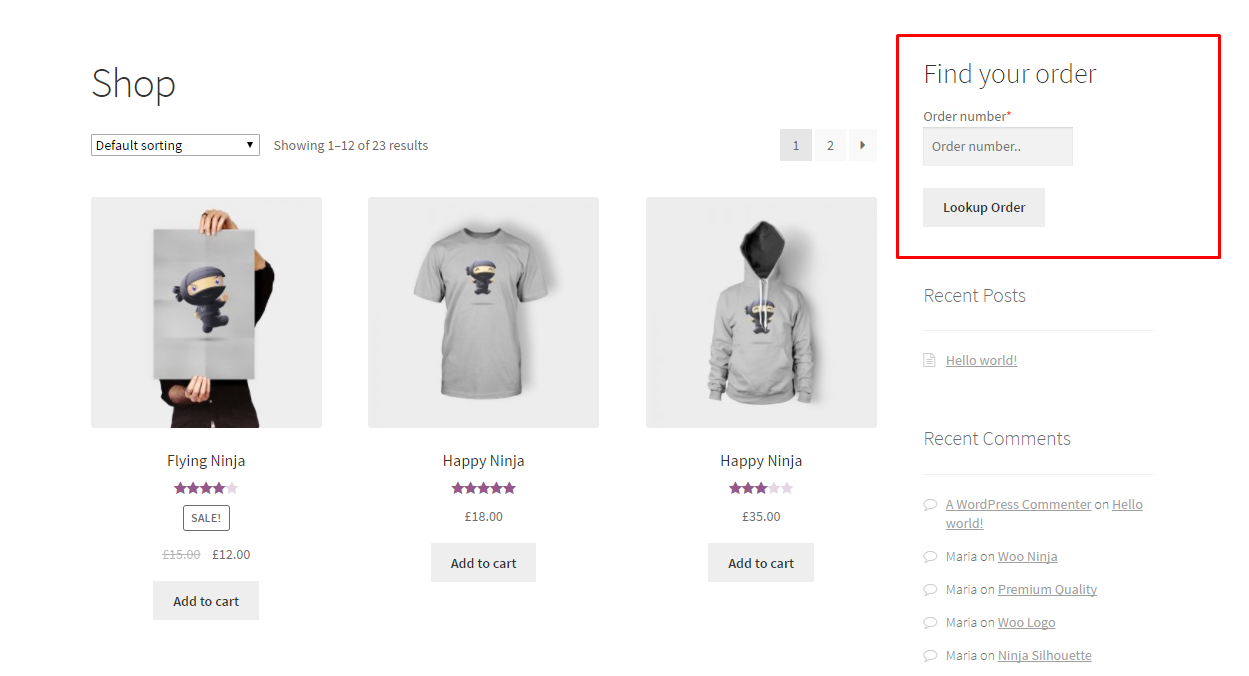 Shop
Default sorting
Showing 1–12 of 23 results
1
2
Flying Ninja
SALE!
£15.00 £12.00
Add to cart
Happy Ninja
£18.00
Add to cart
Happy Ninja
£35.00
Add to cart
Find your order
Order number*
Order number..
Lookup Order
Recent Posts
Hello world!
Recent Comments
A WordPress Commenter on Hello
world!
Maria on Woo Ninja
Maria on Premium Quality
Maria on Woo Logo
Maria on Ninja Silhouette